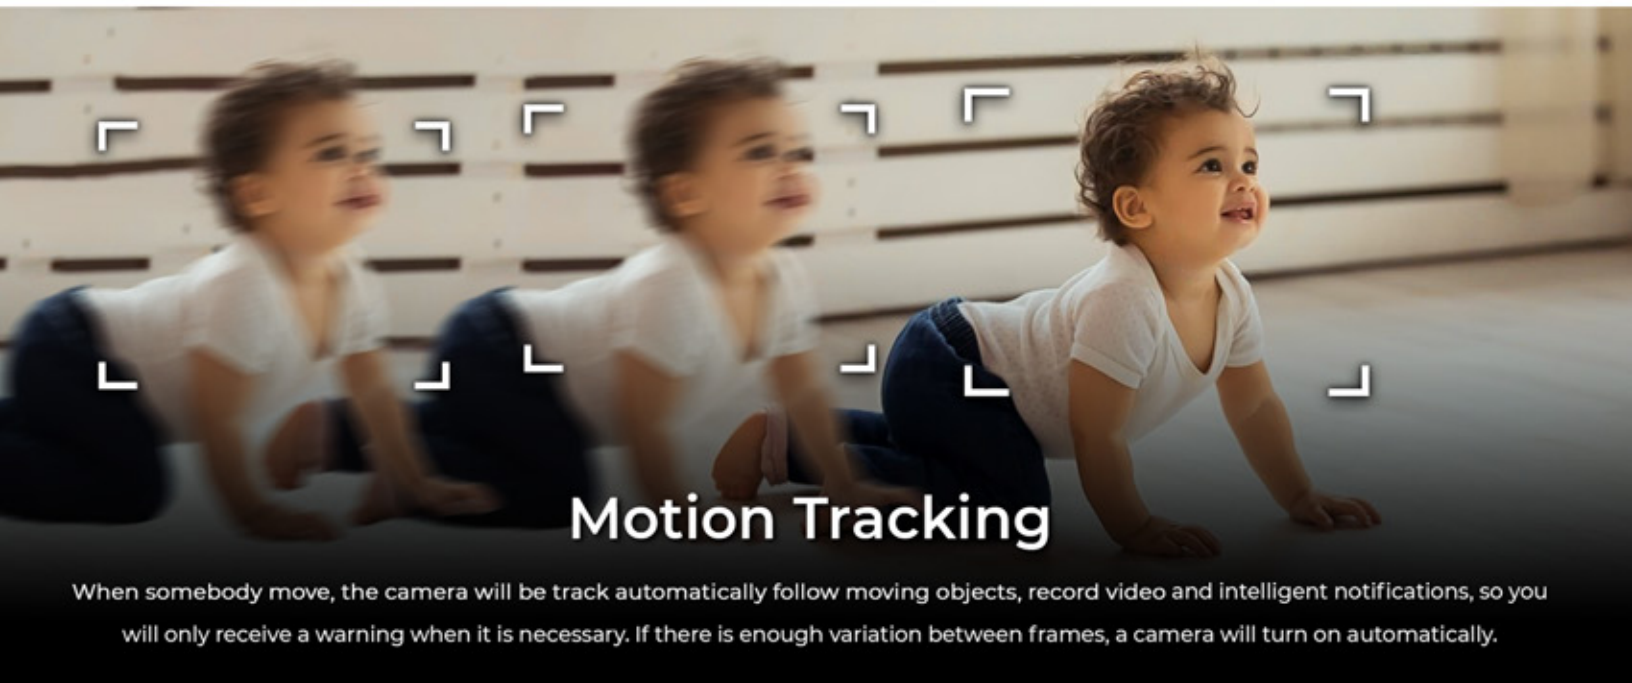 Motion Tracking
When somebody move, the camera will be track automatically follow moving objects, record video and intelligent notifications, so you
will only receive a warning when it is necessary. If there is enough variation between frames, a camera will turn on automatically.